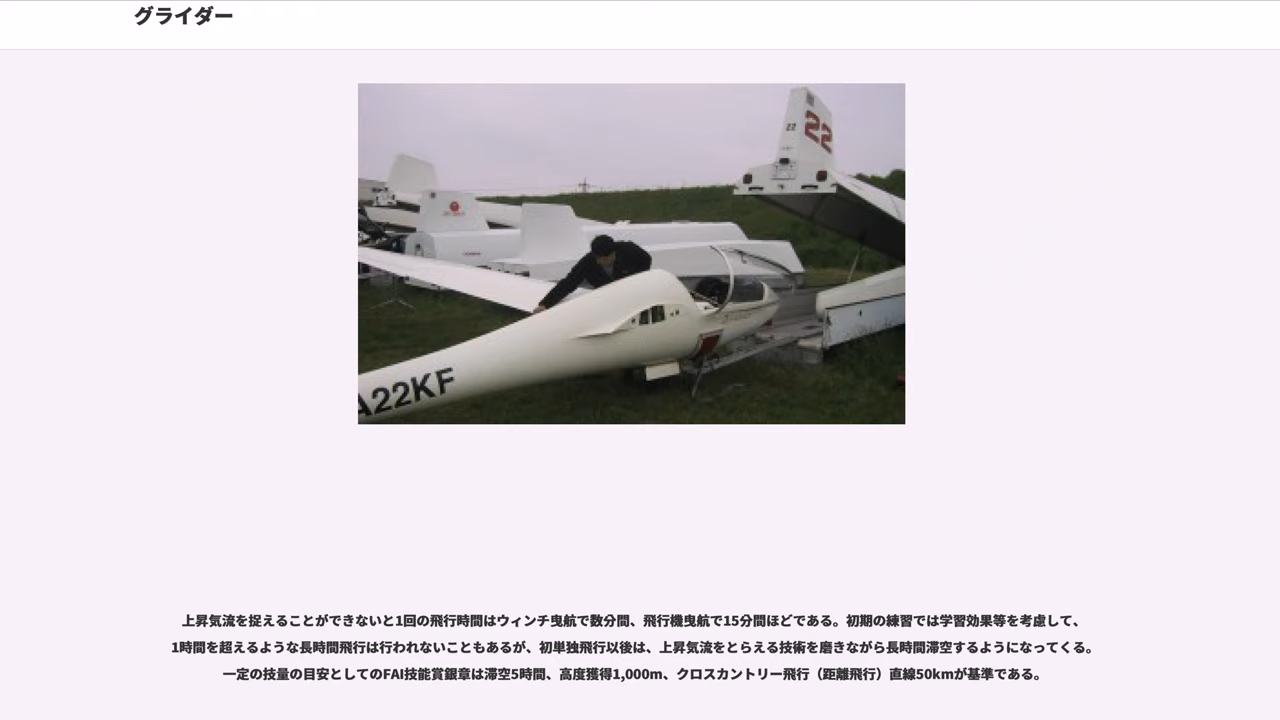 グライダー
22
22
A22KF
上昇気流を捉えることができないと1回の飛行時間はウィンチ曳航で数分間、飛行機曳航で15分間ほどである。初期の練習では学習効果等を考慮して、
1時間を超えるような長時間飛行は行われないこともあるが、初単独飛行以後は、上昇気流をとらえる技術を磨きながら長時間滞空するようになってくる。
一定の技量の目安としてのFAI技能賞銀章は滞空5時間、高度獲得1,000m、クロスカントリー飛行（距離飛行）直線50kmが基準である。